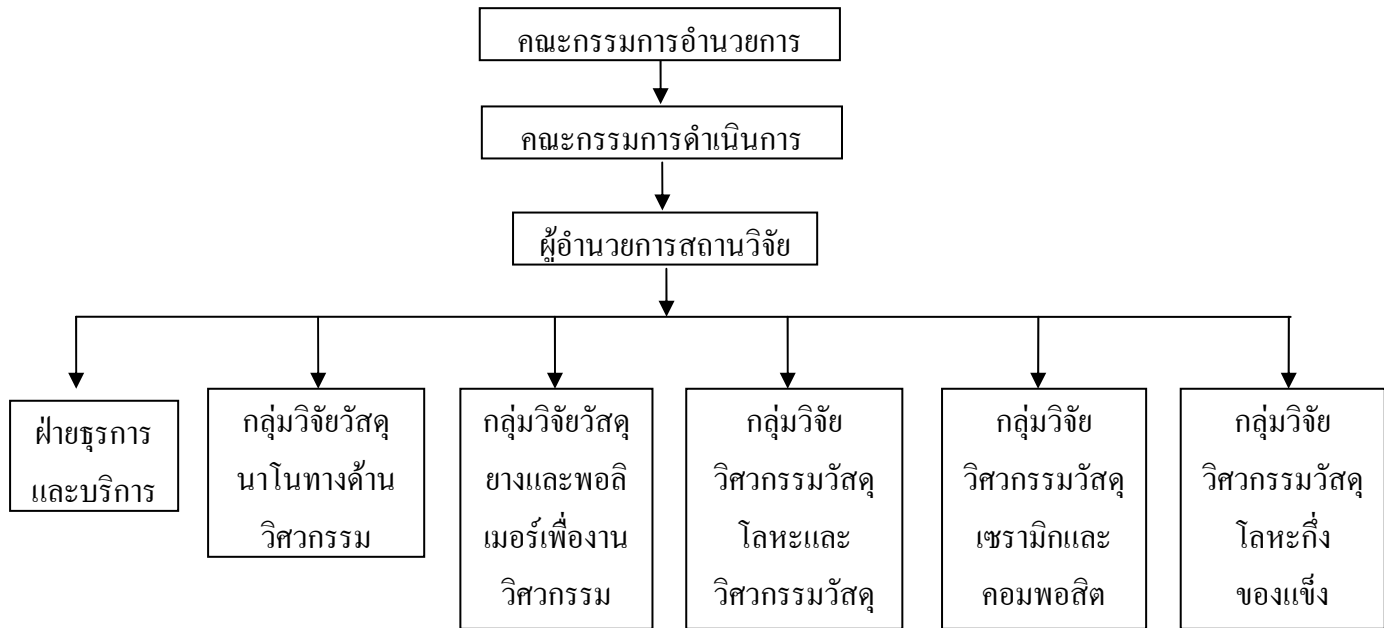 คณะกรรมการอำนวยการ
คณะกรรมการดำเนินการ
ผู้อำนวยการสถานวิจัย
ฝ่ายธุรการ
และบริการ
กลุ่มวิจัยวัสดุ
นาโนทางด้าน
วิศวกรรม
กลุ่มวิจัยวัสดุ
ยางและพอลิ
เมอร์เพื่องาน
วิศวกรรม
กลุ่มวิจัย
วิศวกรรมวัสดุ
โลหะและ
วิศวกรรมวัสดุ
กลุ่มวิจัย
วิศวกรรมวัสดุ
เซรามิกและ
คอมพอสิต
กลุ่มวิจัย
วิศวกรรมวัสดุ
โลหะกึ่ง
ของแข็ง